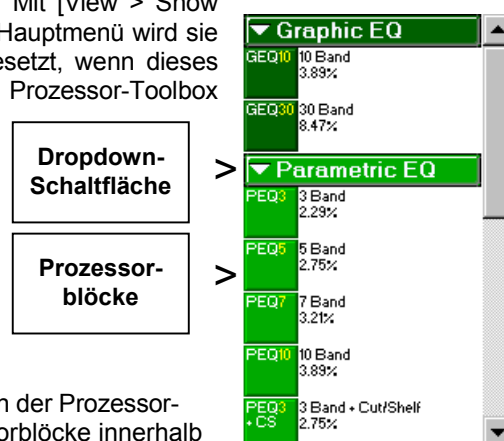 Mit [View > Show
Hauptmenü wird sie
esetzt, wenn dieses
Prozessor-Toolbox
Dropdown-
Schaltfläche
>
Prozessor-
blöcke
>
n der Prozessor-
orblöcke innerhalb
Graphic EQ
GEQ10 10 Band
3.89%
GEQ30 30 Band
8.47%
Parametric EQ
PEQ3 3 Band
2.29%
PEQ5 5 Band
2.75%
PEQ7 7 Band
3.21%
PEQ10 10 Band
3.89%
PEQ3 3 Band + Cut/Shelf
+ CS 2.75%